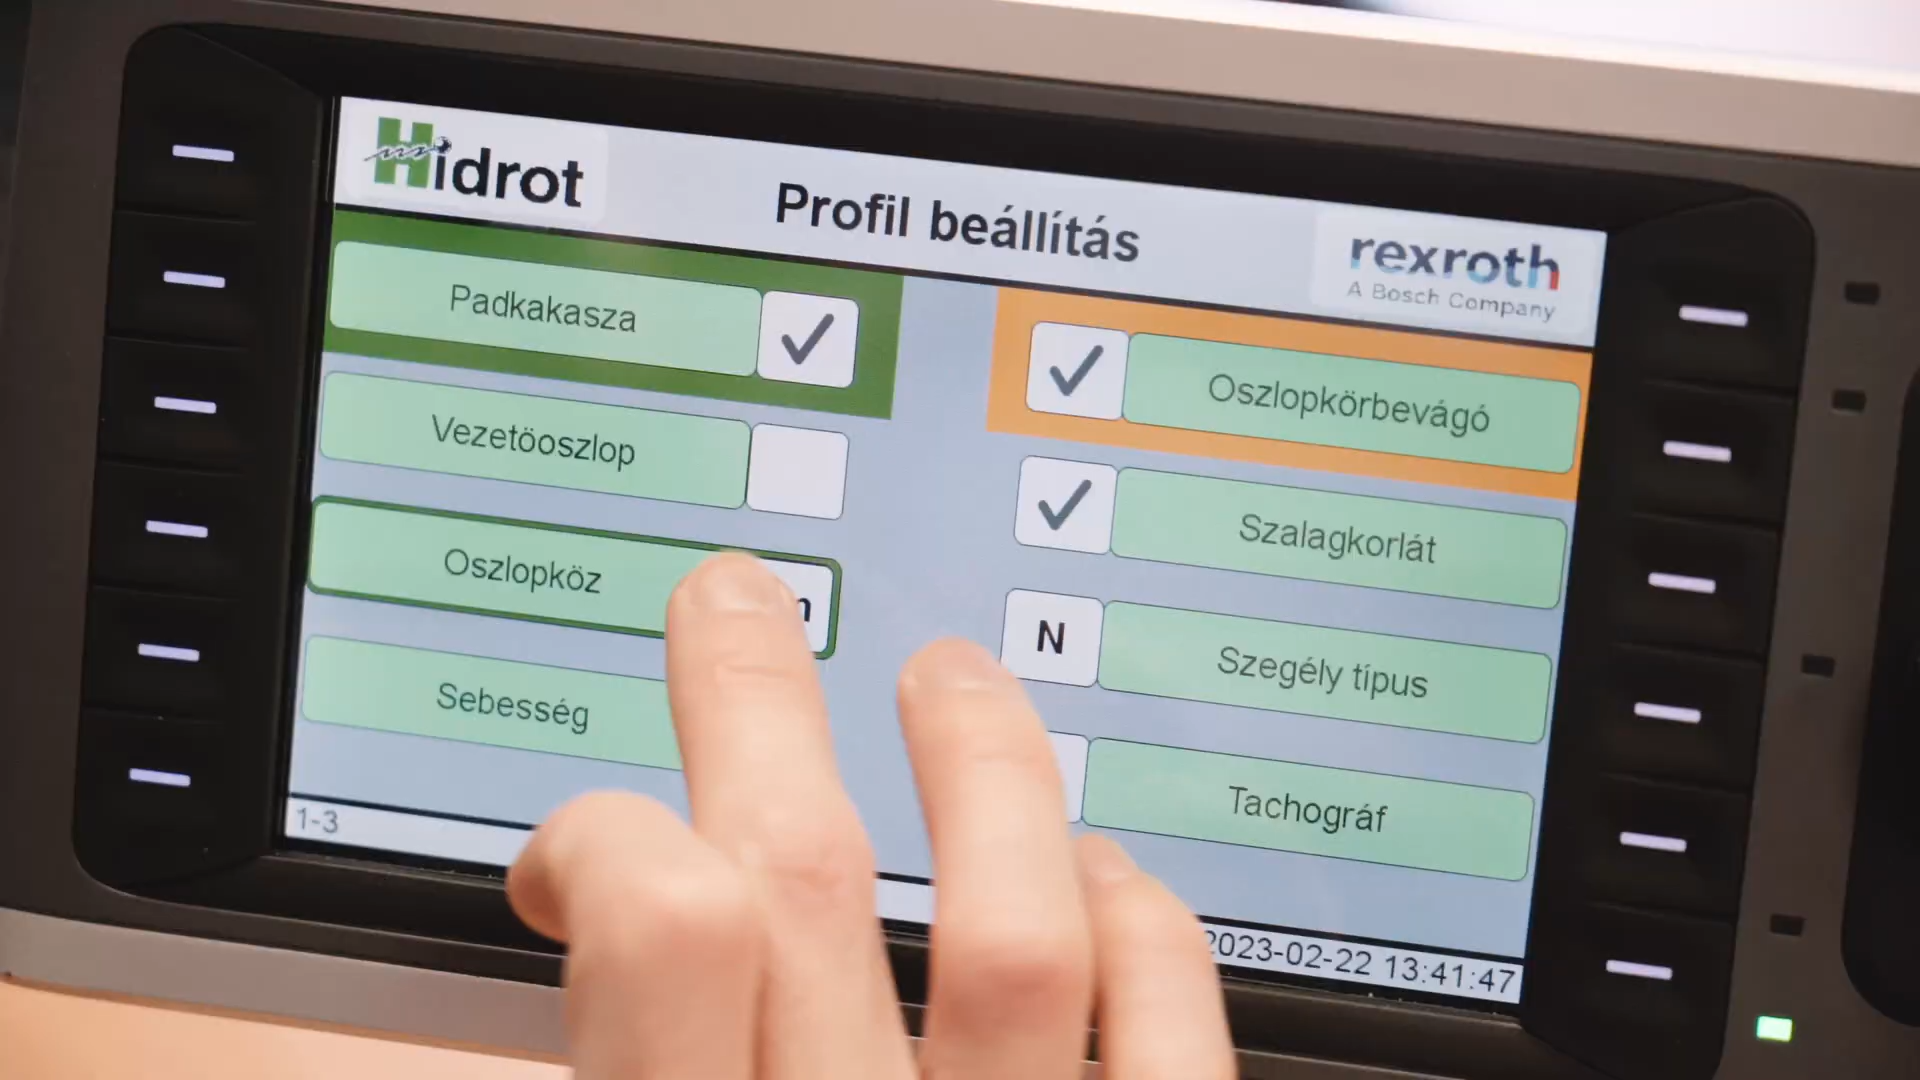 Hidrot
Profil beállítás
rexroth
A Bosch Company
Padkakasza
Vezetöoszlop
Oszlopköz
Sebesség
Oszlopkörbevágó
Szalagkorlát
N
Szegély típus
Tachográf
1-3
2023-02-22 13:41:47